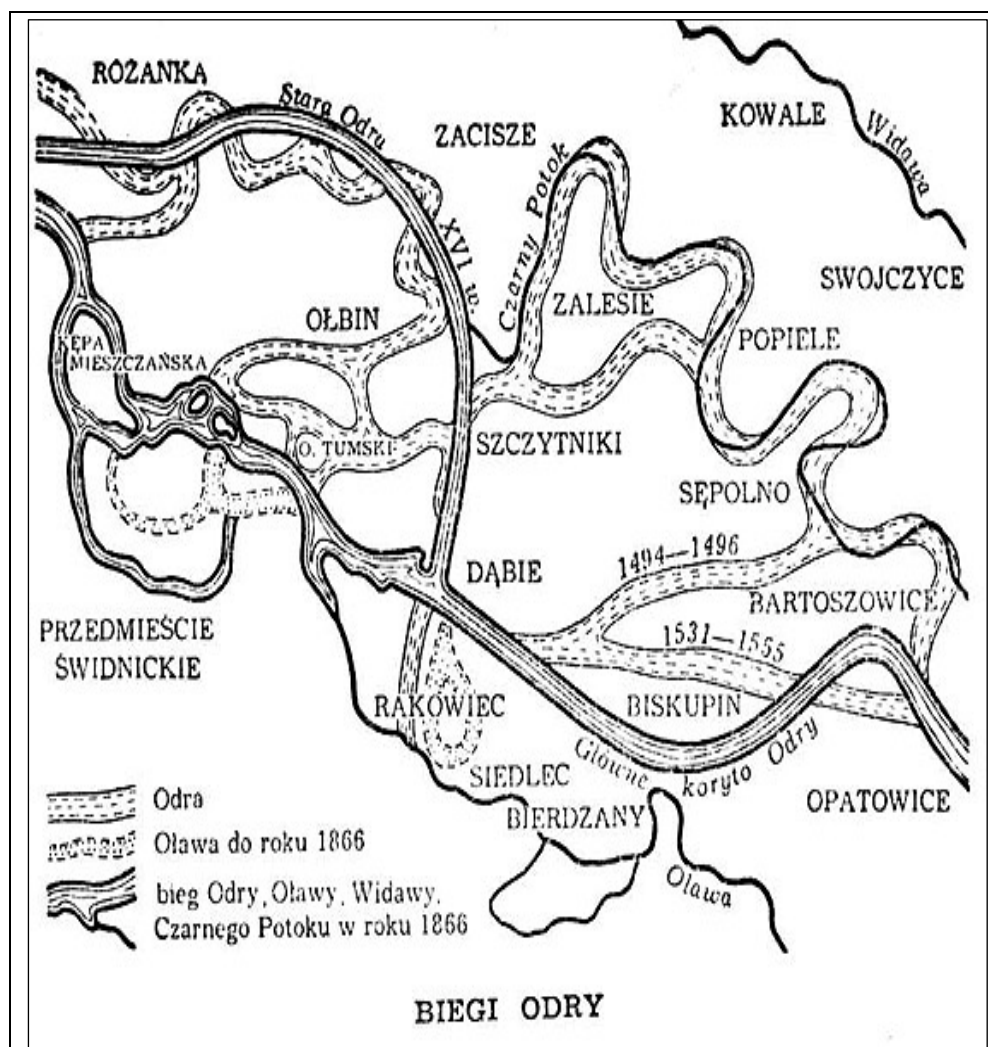 RÓŻANKA
Stara Odra
XVI w.
ZACISZE
KOWALE
Widawa
Czarny Potok
SWOJCZYCE
ZALESIE
OŁBIN
POPIELE
KĘPA
MIESZCZAŃSKA
O. TUMSKI
SZCZYTNIKI
SĘPOLNO
1494—1496
DĄBIE
BARTOSZOWICE
1531—1555
PRZEDMIEŚCIE
ŚWIDNICKIE
RAKOWIEC
BISKUPIN
Główne koryto Odry
SIEDLEC
OPATOWICE
BIERDZANY
Oława
Odra
Oława do roku 1866
bieg Odry, Oławy, Widawy,
Czarnego Potoku w roku 1866
BIEGI ODRY